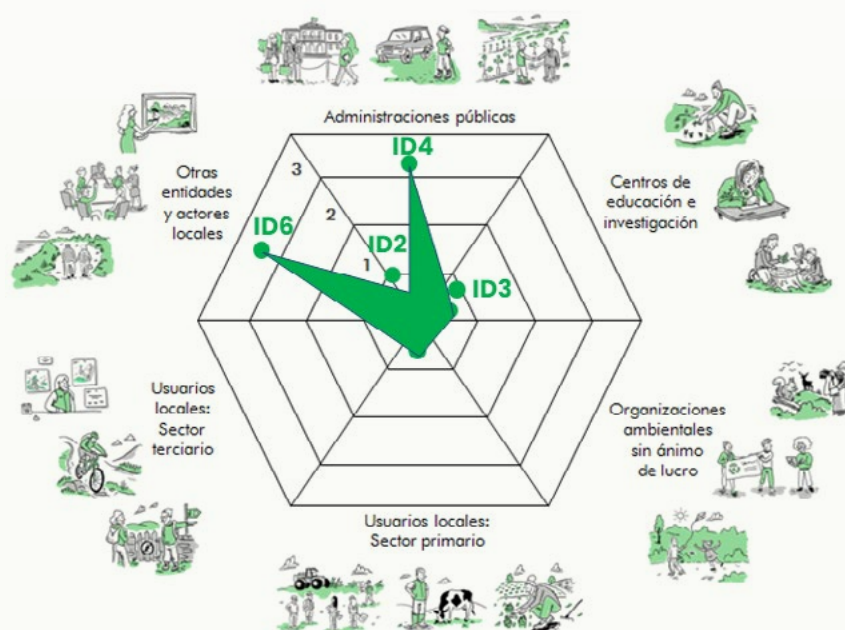 Administraciones públicas
ID4
3
Otras
entidades
y actores
locales
Centros de
educación e
investigación
2
ID6
ID2
1
ID3
Usuarios
locales:
Sector
terciario
Organizaciones
ambientales
sin ánimo
de lucro
Usuarios locales:
Sector primario